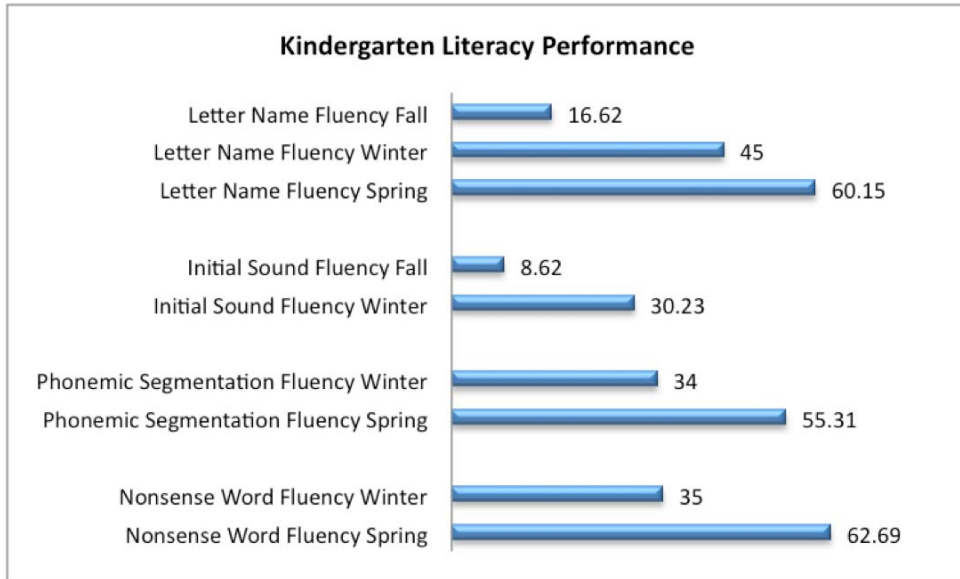 Kindergarten Literacy Performance
Letter Name Fluency Fall 16.62
Letter Name Fluency Winter 45
Letter Name Fluency Spring 60.15
Initial Sound Fluency Fall 8.62
Initial Sound Fluency Winter 30.23
Phonemic Segmentation Fluency Winter 34
Phonemic Segmentation Fluency Spring 55.31
Nonsense Word Fluency Winter 35
Nonsense Word Fluency Spring 62.69